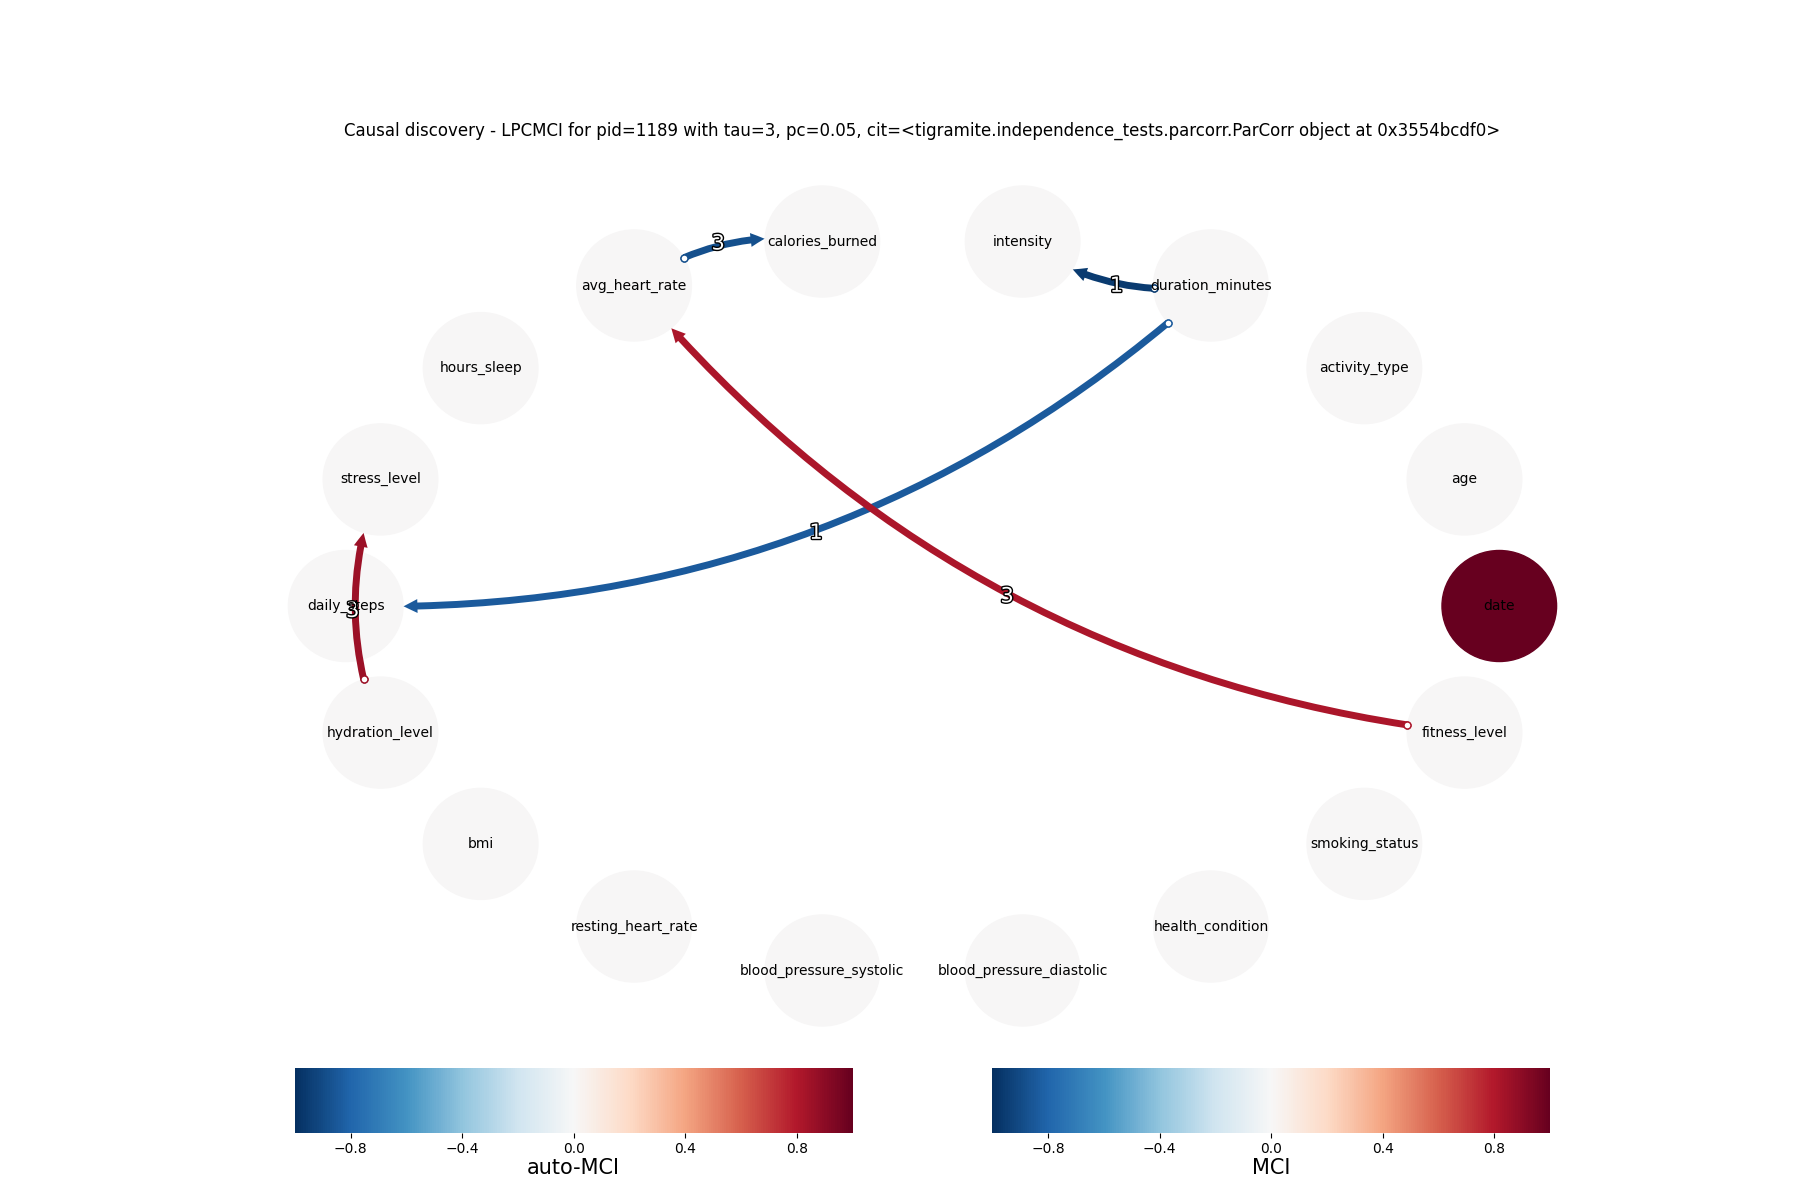 Causal discovery - LPCMCI for pid=1189 with tau=3, pc=0.05, cit=<tigramite.independence_tests.parcorr.ParCorr object at 0x3554bcdf0>
3
calories_burned
intensity
avg_heart_rate
1
duration_minutes
hours_sleep
activity_type
stress_level
age
1
3
daily_steps
3
date
hydration_level
fitness_level
bmi
smoking_status
resting_heart_rate
health_condition
blood_pressure_systolic
blood_pressure_diastolic
−0.8 −0.4 0.0 0.4 0.8
auto-MCI
−0.8 −0.4 0.0 0.4 0.8
MCI